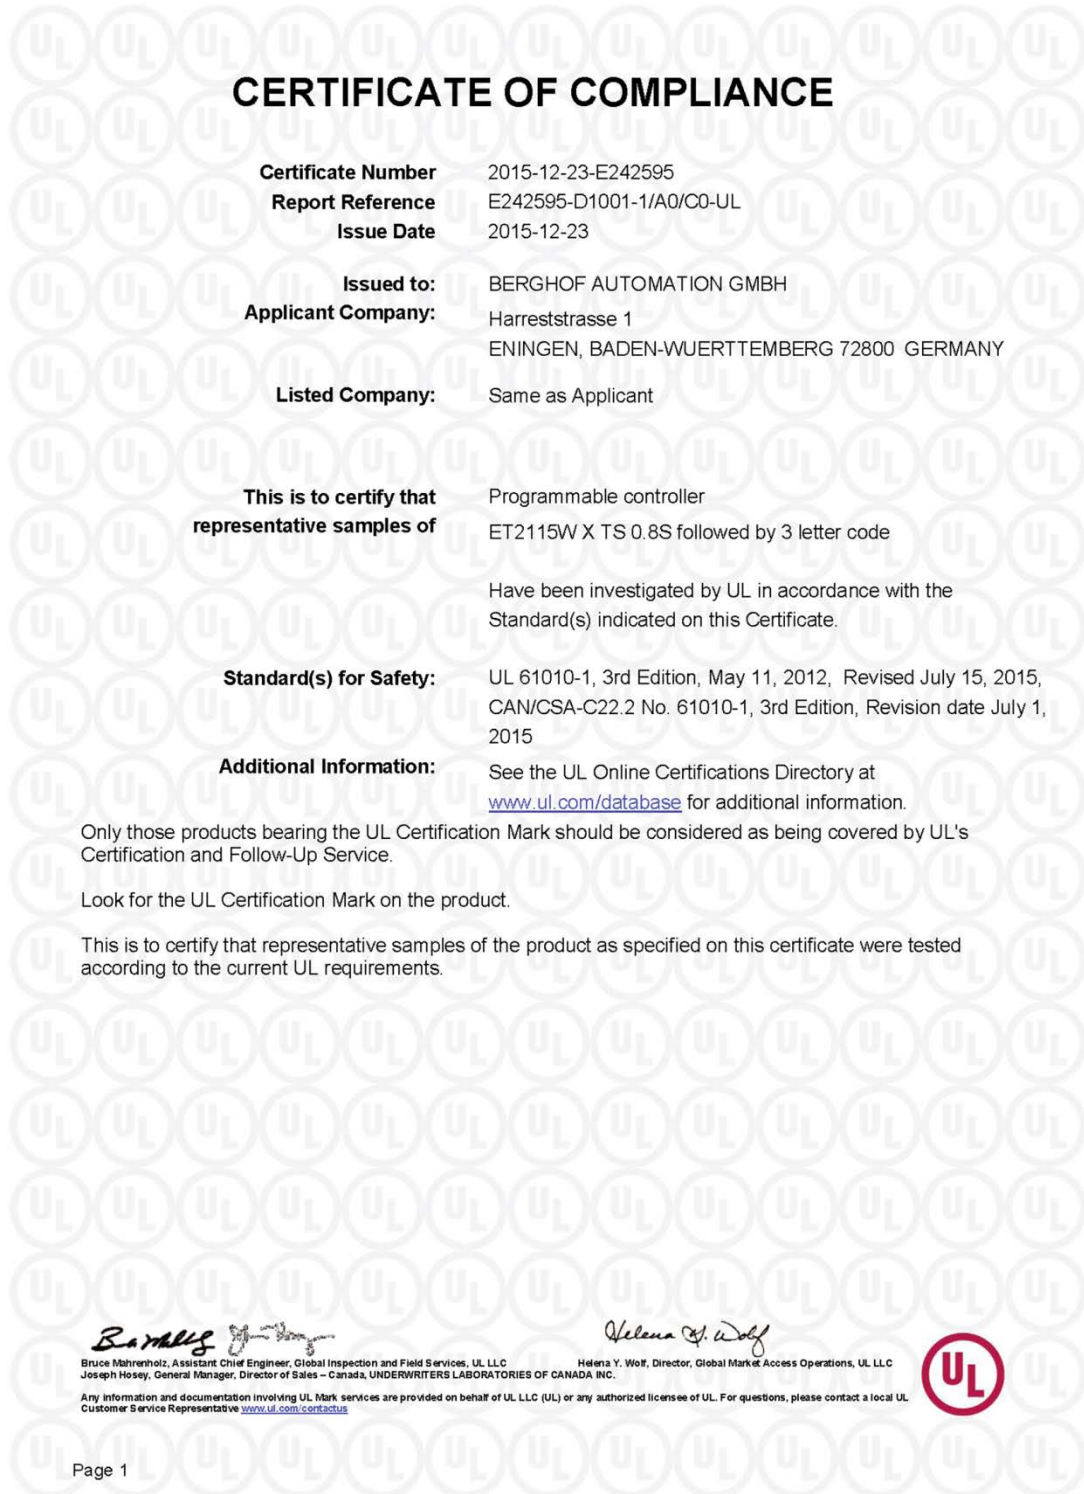 CERTIFICATE OF COMPLIANCE
Certificate Number 2015-12-23-E242595
Report Reference E242595-D1001-1/A0/C0-UL
Issue Date 2015-12-23
Issued to: BERGHOF AUTOMATION GMBH
Applicant Company: Harreststrasse 1
ENINGEN, BADEN-WUERTTEMBERG 72800 GERMANY
Listed Company: Same as Applicant
This is to certify that Programmable controller
representative samples of ET2115W X TS 0.8S followed by 3 letter code
Have been investigated by UL in accordance with the
Standard(s) indicated on this Certificate.
Standard(s) for Safety: UL 61010-1, 3rd Edition, May 11, 2012, Revised July 15, 2015,
CAN/CSA-C22.2 No. 61010-1, 3rd Edition, Revision date July 1,
2015
Additional Information: See the UL Online Certifications Directory at
www.ul.com/database for additional information.
Only those products bearing the UL Certification Mark should be considered as being covered by UL's
Certification and Follow-Up Service.
Look for the UL Certification Mark on the product.
This is to certify that representative samples of the product as specified on this certificate were tested
according to the current UL requirements.
Helena Y. Wolf
Bruce Mahrenholz, Assistant Chief Engineer, Global Inspection and Field Services, UL LLC Helena Y. Wolf, Director, Global Market Access Operations, UL LLC
Joseph Hosey, General Manager, Director of Sales – Canada, UNDERWRITERS LABORATORIES OF CANADA INC.
Any information and documentation involving UL Mark services are provided on behalf of UL LLC (UL) or any authorized licensee of UL. For questions, please contact a local UL
Customer Service Representative www.ul.com/contactus
UL
Page 1